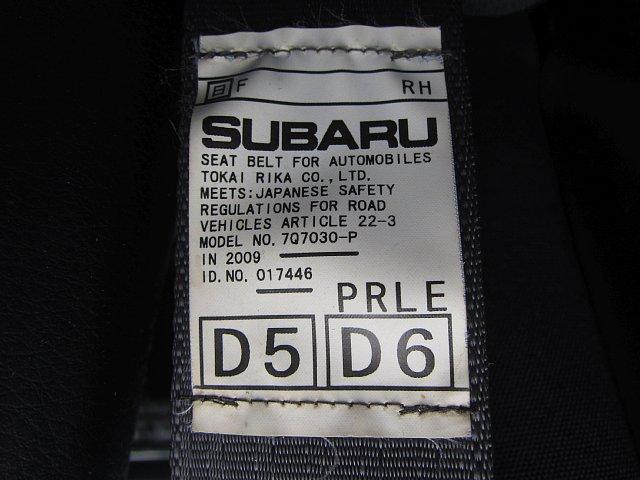 F RH
SUBARU
SEAT BELT FOR AUTOMOBILES
TOKAI RIKA CO., LTD.
MEETS: JAPANESE SAFETY
REGULATIONS FOR ROAD
VEHICLES ARTICLE 22-3
MODEL NO. 7Q7030-P
IN 2009
ID. NO. 017446
PRLE
D5 D6